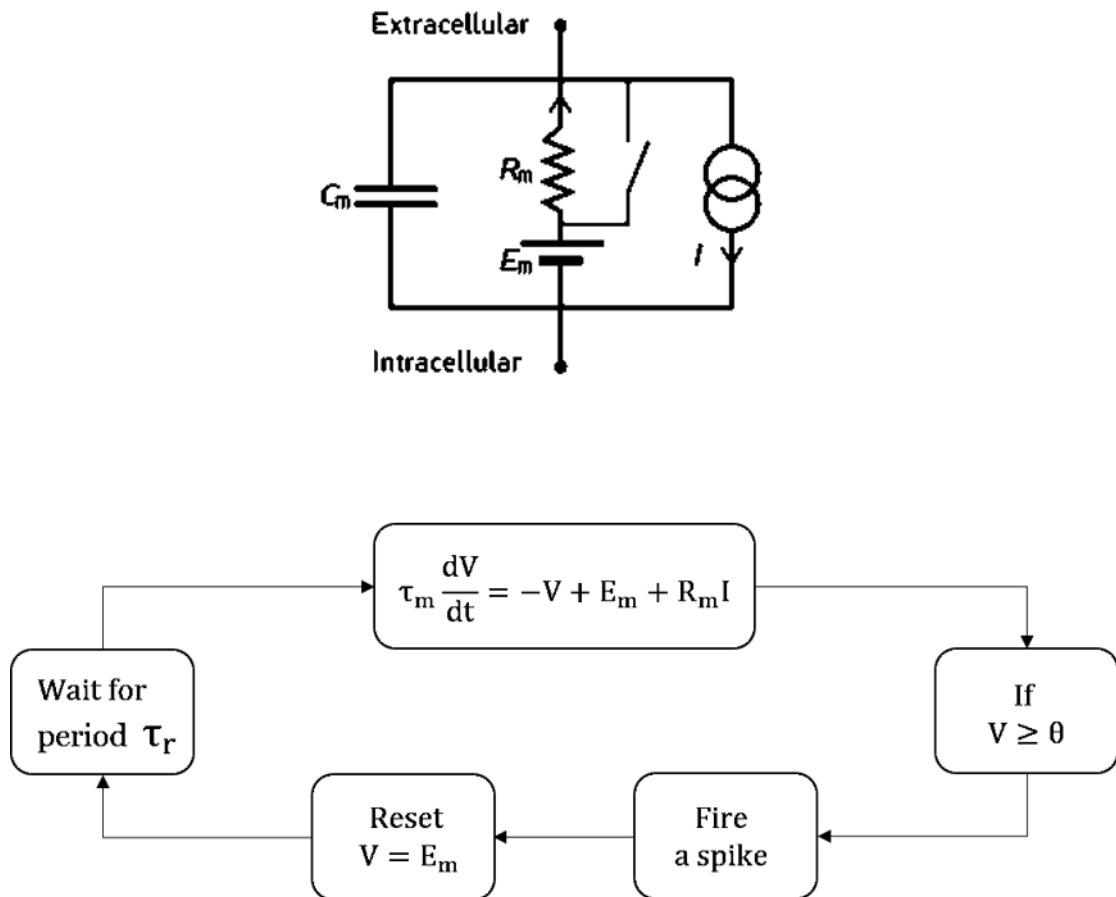 Extracellular
Rm
Cm
Em
I
Intracellular
τm dV/dt = −V + Em + RmI
Wait for
period τr
If
V ≥ θ
Reset
V = Em
Fire
a spike